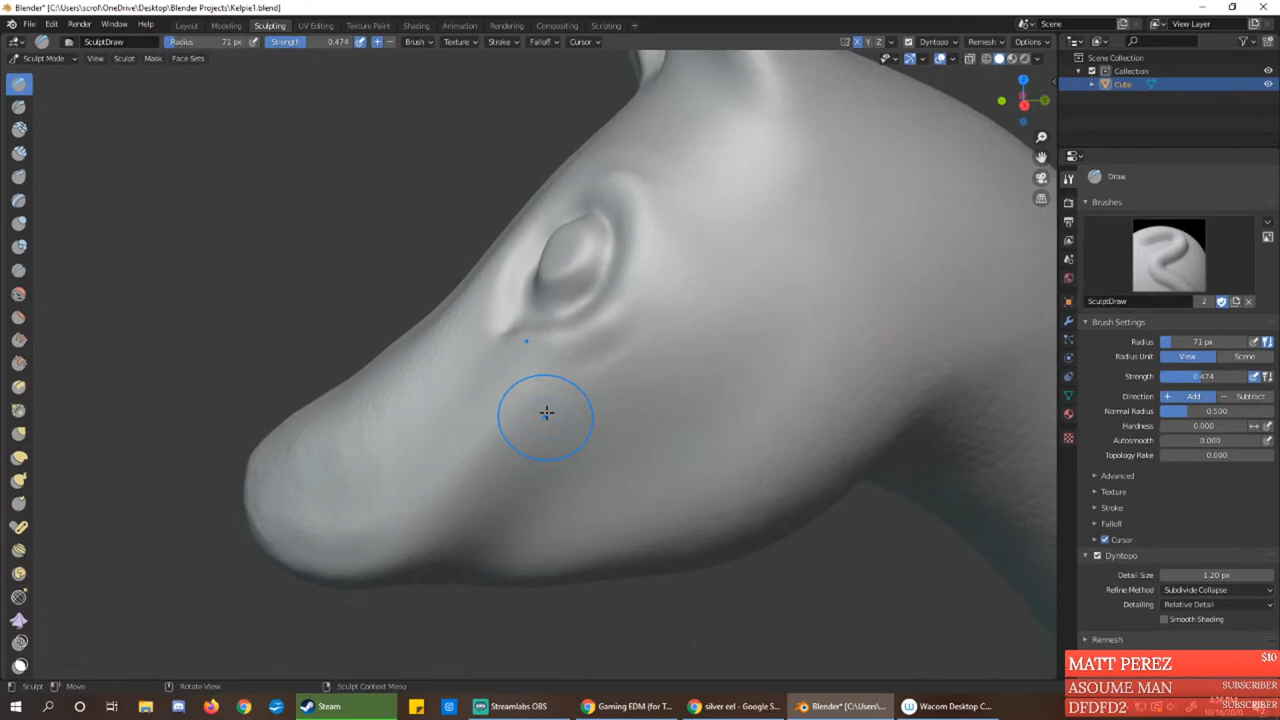 Blender* [C:\Users\scrof\OneDrive\Desktop\Blender Projects\Kelpie1.blend]
File Edit Render Window Help Layout Modeling Sculpting UV Editing Texture Paint Shading Animation Rendering Compositing Scripting Scene View Layer
SculptDraw Radius 71 px Strength 0.474 Brush Texture Stroke Falloff Cursor X Y Z Dyntopo Remesh Options
Sculpt Mode View Sculpt Mask Face Sets
Scene Collection
Collection
Cube
Draw
Brushes
SculptDraw 2
Brush Settings
Radius 71 px
Radius Unit View Scene
Strength 0.474
Direction + Add − Subtract
Normal Radius 0.500
Hardness 0.000
Autosmooth 0.000
Topology Rake 0.000
Advanced
Texture
Stroke
Falloff
Cursor
Dyntopo
Detail Size 1.20 px
Refine Method Subdivide Collapse
Detailing Relative Detail
Smooth Shading
Remesh
MATT PEREZ $10
ASOUME MAN SUBSCRIBER
DFDFD2 SUBSCRIBER
Sculpt Move Rotate View Sculpt Context Menu
Steam Streamlabs OBS Gaming EDM (for T... silver eel - Google S... Blender* [C:\Users\... Wacom Desktop C...
10/16/2020